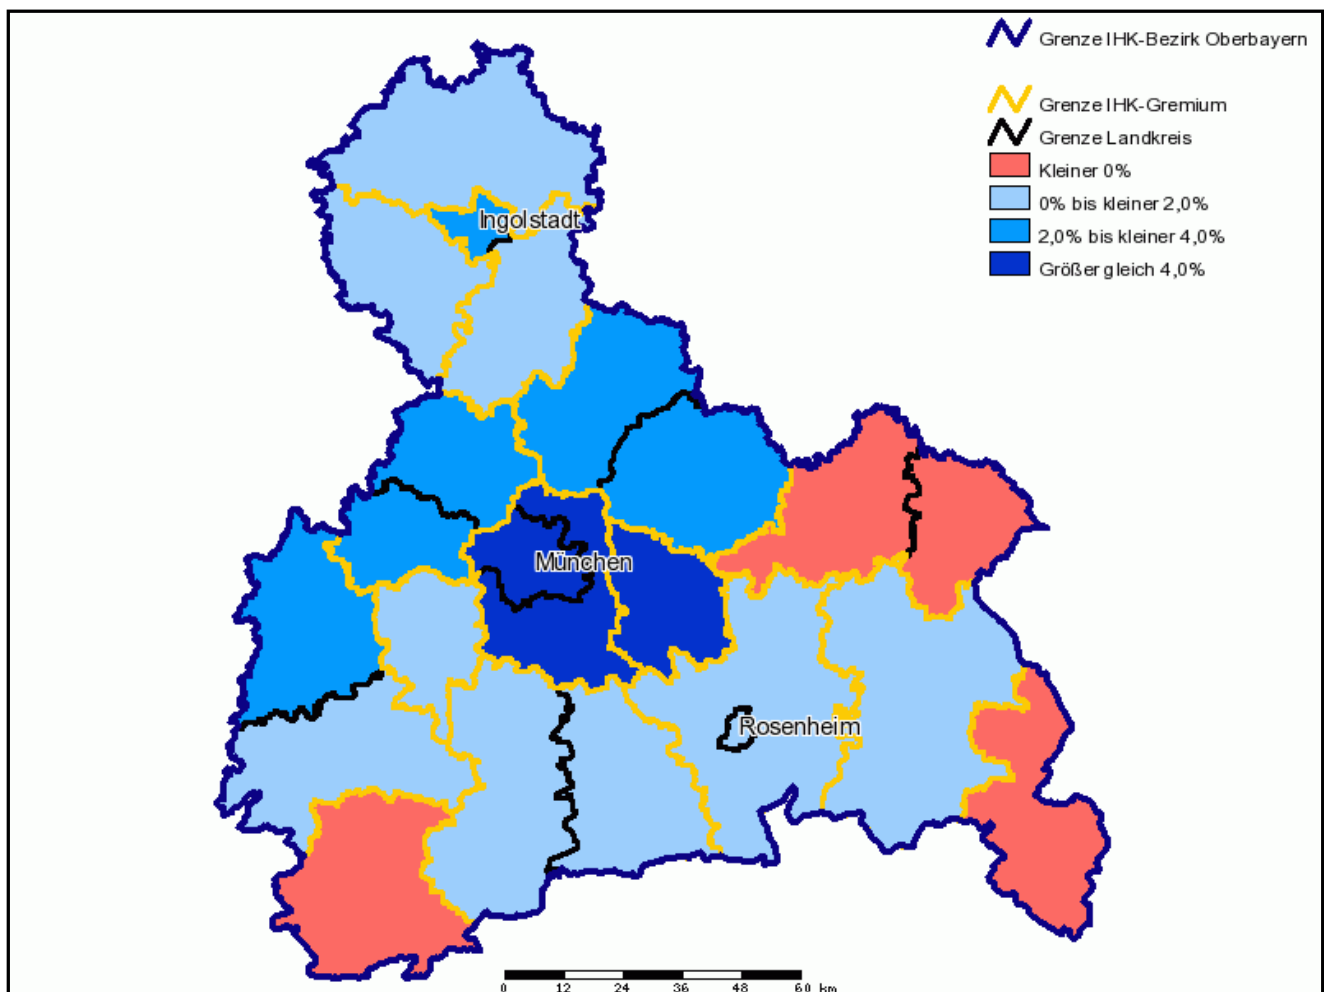 Grenze IHK-Bezirk Oberbayern
Grenze IHK-Gremium
Grenze Landkreis
Kleiner 0%
0% bis kleiner 2,0%
2,0% bis kleiner 4,0%
Größer gleich 4,0%
Ingolstadt
München
Rosenheim
0 12 24 36 48 60 km